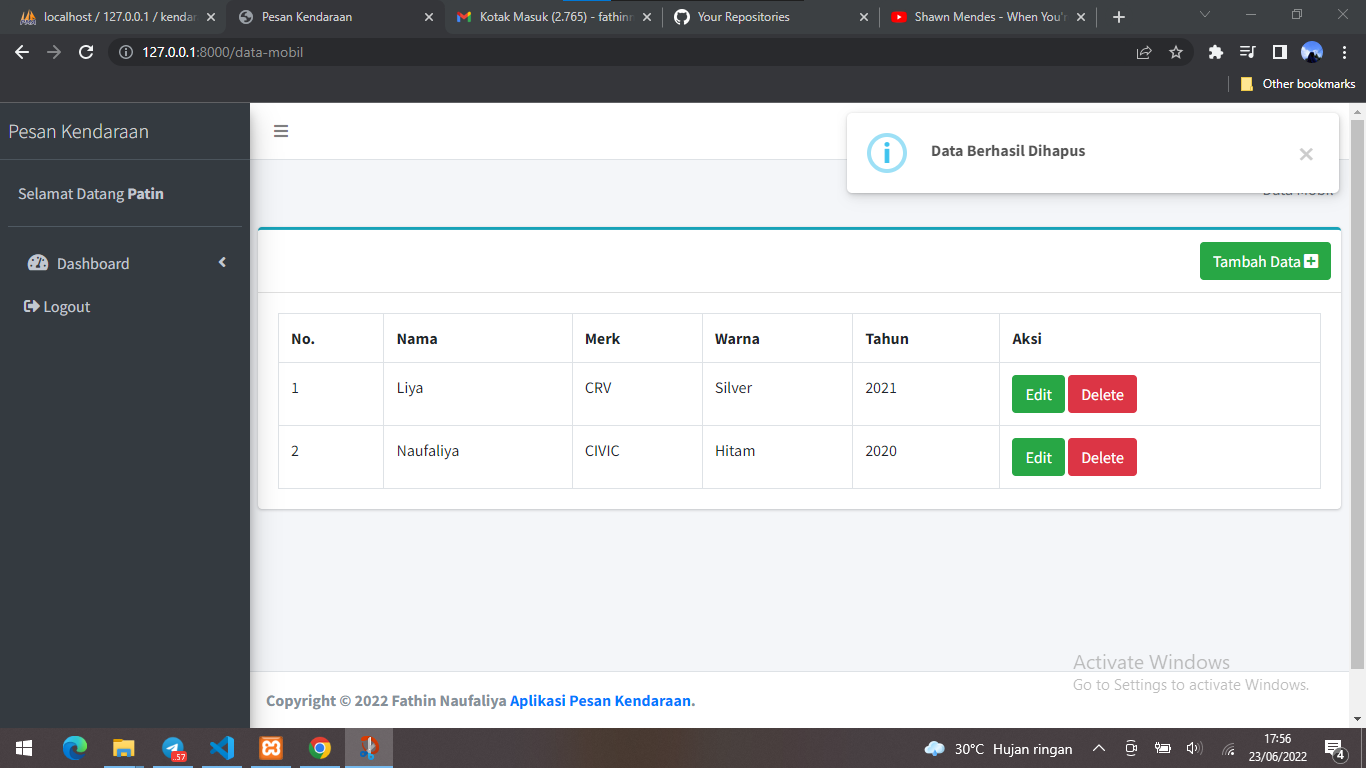 localhost / 127.0.0.1 / kendar
Pesan Kendaraan
Kotak Masuk (2.765) - fathinn
Your Repositories
Shawn Mendes - When You'r
127.0.0.1:8000/data-mobil
Other bookmarks
Pesan Kendaraan
Data Berhasil Dihapus
Selamat Datang Patin
Data Mobil
Dashboard
Tambah Data
Logout
No. Nama Merk Warna Tahun Aksi
1 Liya CRV Silver 2021 Edit Delete
2 Naufaliya CIVIC Hitam 2020 Edit Delete
Activate Windows
Go to Settings to activate Windows.
Copyright © 2022 Fathin Naufaliya Aplikasi Pesan Kendaraan.
.57
30°C Hujan ringan
17:56
23/06/2022
4